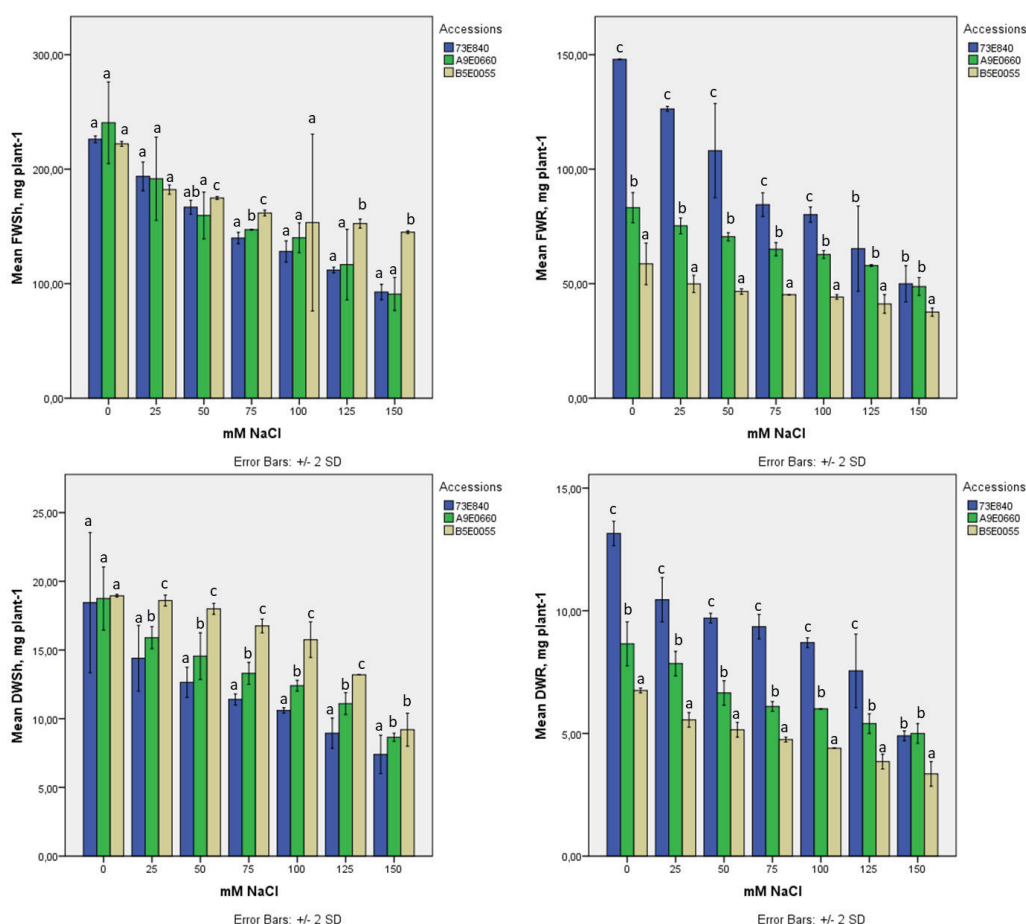 Accessions
73E840
A9E0660
B5E0055
Mean FWSh, mg plant-1
300,00
200,00
100,00
0,00
a a a a a a ab a c a b c a a a a a b a a b
0 25 50 75 100 125 150
mM NaCl
Error Bars: +/- 2 SD
Accessions
73E840
A9E0660
B5E0055
Mean FWR, mg plant-1
150,00
100,00
50,00
0,00
c b a c b a c b a a b a c b a b b a b b a
0 25 50 75 100 125 150
mM NaCl
Error Bars: +/- 2 SD
Accessions
73E840
A9E0660
B5E0055
Mean DWSh, mg plant-1
25,00
20,00
15,00
10,00
5,00
0,00
a a a a b c a b c a b c a b c a b c a b b
0 25 50 75 100 125 150
mM NaCl
Error Bars: +/- 2 SD
Accessions
73E840
A9E0660
B5E0055
Mean DWR, mg plant-1
15,00
10,00
5,00
0,00
c b a c b a c b a c b a c b a c b a b b a
0 25 50 75 100 125 150
mM NaCl
Error Bars: +/- 2 SD